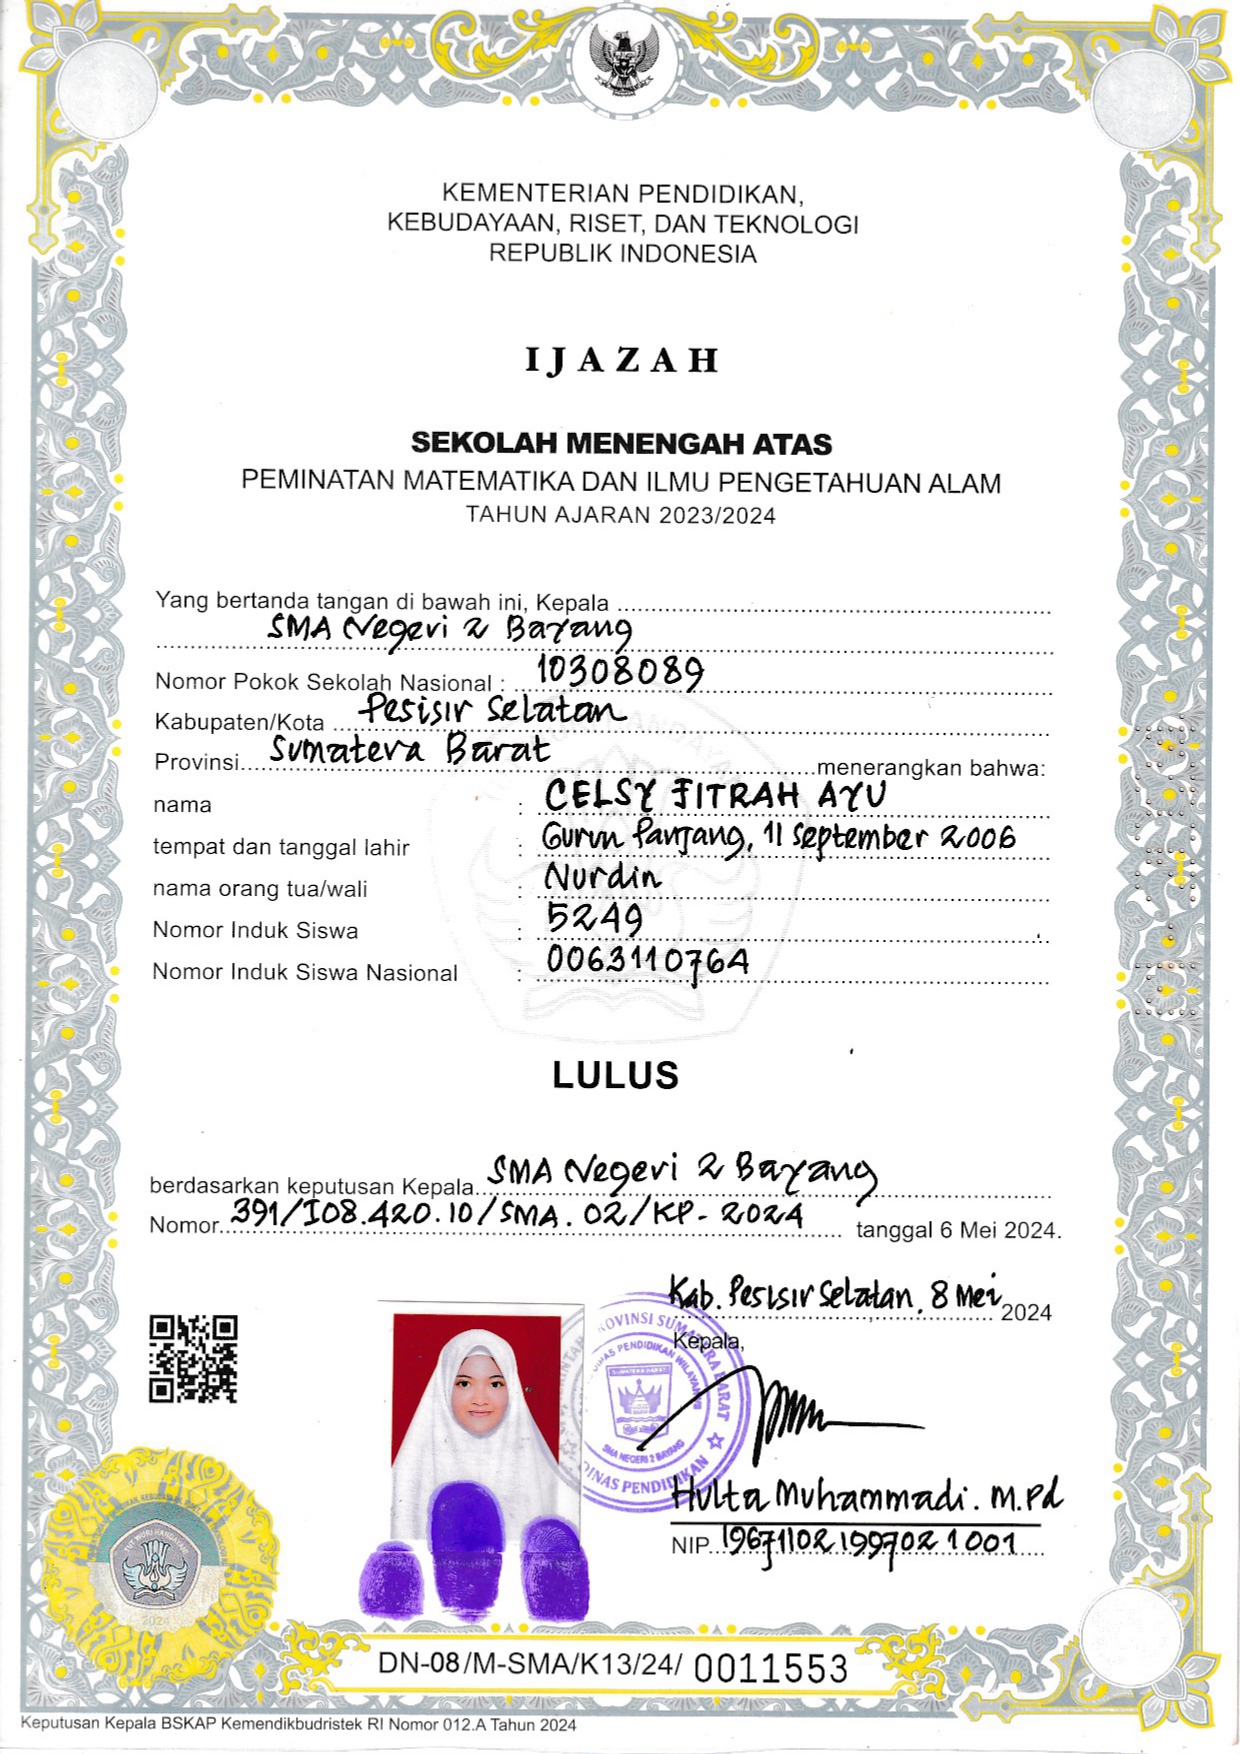 KEMENTERIAN PENDIDIKAN,
KEBUDAYAAN, RISET, DAN TEKNOLOGI
REPUBLIK INDONESIA
IJAZAH
SEKOLAH MENENGAH ATAS
PEMINATAN MATEMATIKA DAN ILMU PENGETAHUAN ALAM
TAHUN AJARAN 2023/2024
Yang bertanda tangan di bawah ini, Kepala
SMA Negeri 2 Bayang
Nomor Pokok Sekolah Nasional : 10308089
Kabupaten/Kota Pesisir Selatan
Provinsi Sumatera Barat menerangkan bahwa:
nama : CELSY FITRAH AYU
tempat dan tanggal lahir : Gurun Panjang, 11 September 2006
nama orang tua/wali : Nurdin
Nomor Induk Siswa : 5249
Nomor Induk Siswa Nasional : 0063110764
LULUS
berdasarkan keputusan Kepala SMA Negeri 2 Bayang
Nomor 391/I08.420.10/SMA.02/KP-2024 tanggal 6 Mei 2024.
Kab. Pesisir Selatan, 8 Mei 2024
Kepala,
PROVINSI SUMATERA BARAT
DINAS PENDIDIKAN WILAYAH
SUMATERA BARAT
SMA NEGERI 2 BAYANG
DINAS PENDIDIKAN
Hulta Muhammadi. M.Pd
NIP. 196711021997021001
TUT WURI HANDAYANI
2024
DN-08/M-SMA/K13/24/ 0011553
Keputusan Kepala BSKAP Kemendikbudristek RI Nomor 012.A Tahun 2024